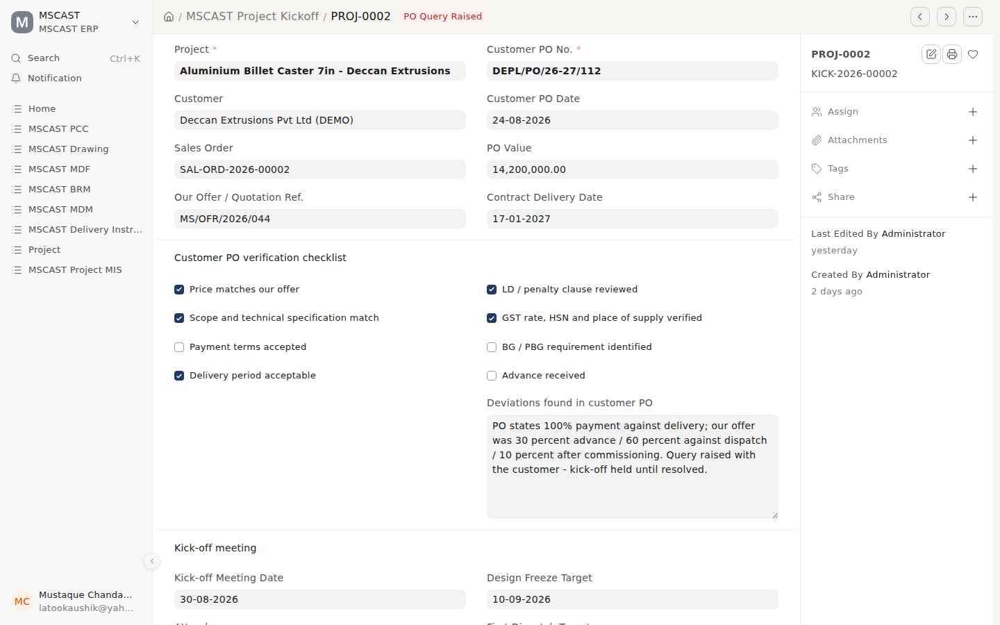 MSCAST
MSCAST ERP
Search Ctrl+K
Notification
Home
MSCAST PCC
MSCAST Drawing
MSCAST MDF
MSCAST BRM
MSCAST MDM
MSCAST Delivery Instr...
Project
MSCAST Project MIS
MC
Mustaque Chanda...
latookaushik@yah...
/ MSCAST Project Kickoff / PROJ-0002 PO Query Raised
Project *
Aluminium Billet Caster 7in - Deccan Extrusions
Customer PO No. *
DEPL/PO/26-27/112
Customer
Deccan Extrusions Pvt Ltd (DEMO)
Customer PO Date
24-08-2026
Sales Order
SAL-ORD-2026-00002
PO Value
14,200,000.00
Our Offer / Quotation Ref.
MS/OFR/2026/044
Contract Delivery Date
17-01-2027
Customer PO verification checklist
Price matches our offer
Scope and technical specification match
Payment terms accepted
Delivery period acceptable
LD / penalty clause reviewed
GST rate, HSN and place of supply verified
BG / PBG requirement identified
Advance received
Deviations found in customer PO
PO states 100% payment against delivery; our offer
was 30 percent advance / 60 percent against dispatch
/ 10 percent after commissioning. Query raised with
the customer - kick-off held until resolved.
Kick-off meeting
Kick-off Meeting Date
30-08-2026
Design Freeze Target
10-09-2026
PROJ-0002
KICK-2026-00002
Assign
Attachments
Tags
Share
Last Edited By Administrator
yesterday
Created By Administrator
2 days ago